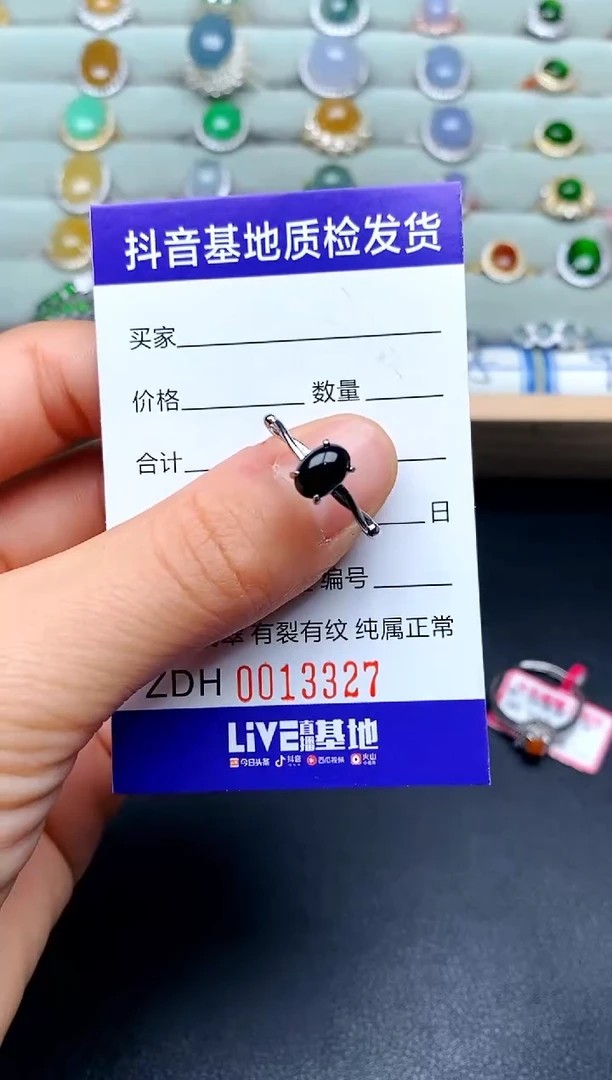 抖音基地质检发货
买家
价格 数量
合计
日
编号
有裂有纹 纯属正常
ZDH 0013327
LiVE直播基地
今日头条 抖音 西瓜视频 火山